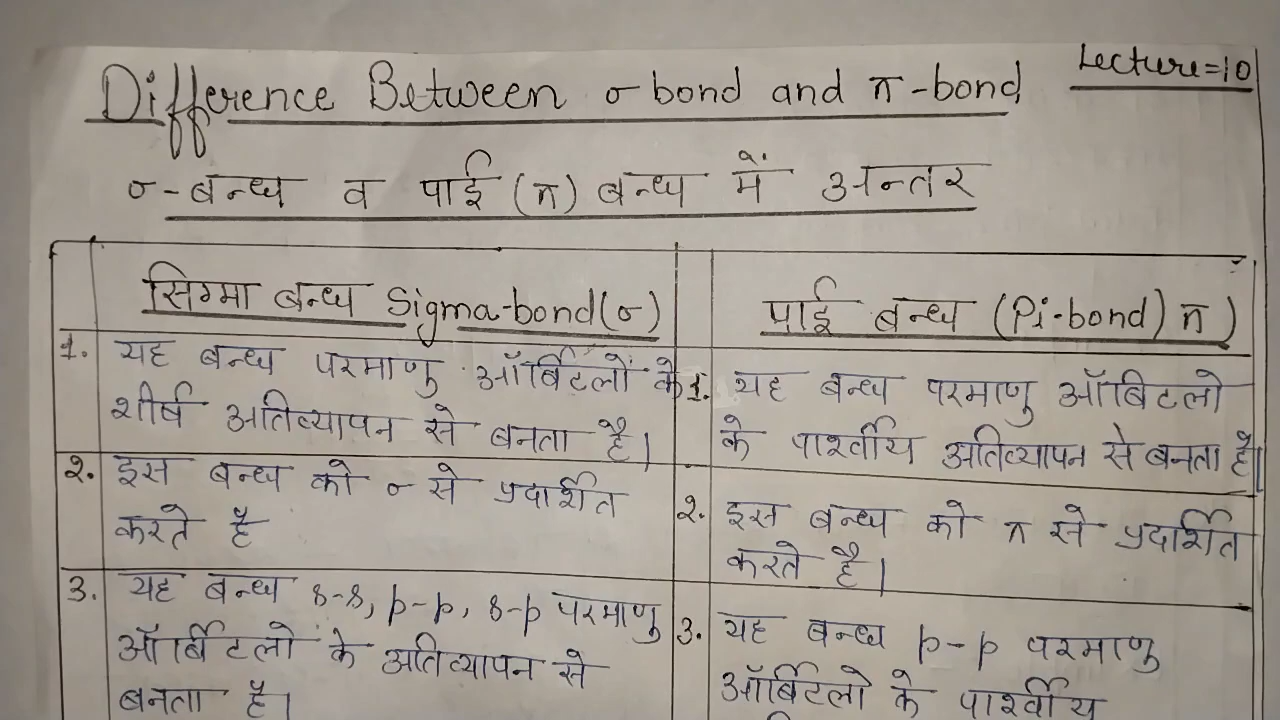 Lecture=10
Difference Between σ bond and π-bond
σ-बन्ध व पाई (π) बन्ध में अन्तर
सिग्मा बन्ध Sigma-bond(σ)
पाई बन्ध (Pi-bond) π)
1. यह बन्ध परमाणु ऑर्बिटलों के
शीर्ष अतिव्यापन से बनता है।
1. यह बन्ध परमाणु ऑर्बिटलो
के पार्श्वीय अतिव्यापन से बनता है।
2. इस बन्ध को σ से प्रदर्शित
करते है
2. इस बन्ध को π से प्रदर्शित
करते है।
3. यह बन्ध s-s, p-p, s-p परमाणु
ऑर्बिटलो के अतिव्यापन से
बनता है।
3. यह बन्ध p-p परमाणु
ऑर्बिटलो के पार्श्वीय